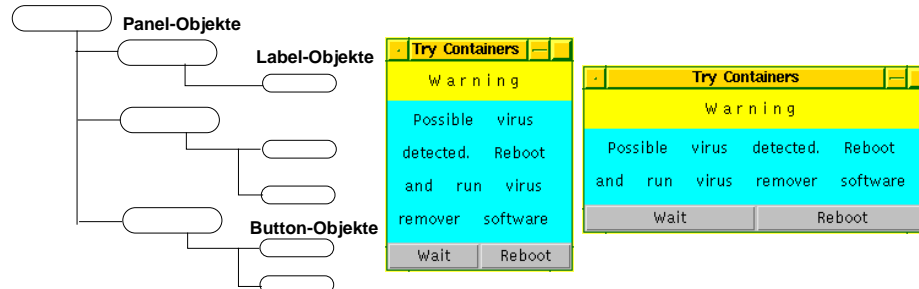 Panel-Objekte
Label-Objekte
Button-Objekte
Try Containers
Warning
Possible virus
detected. Reboot
and run virus
remover software
Wait Reboot
Try Containers
Warning
Possible virus detected. Reboot
and run virus remover software
Wait Reboot